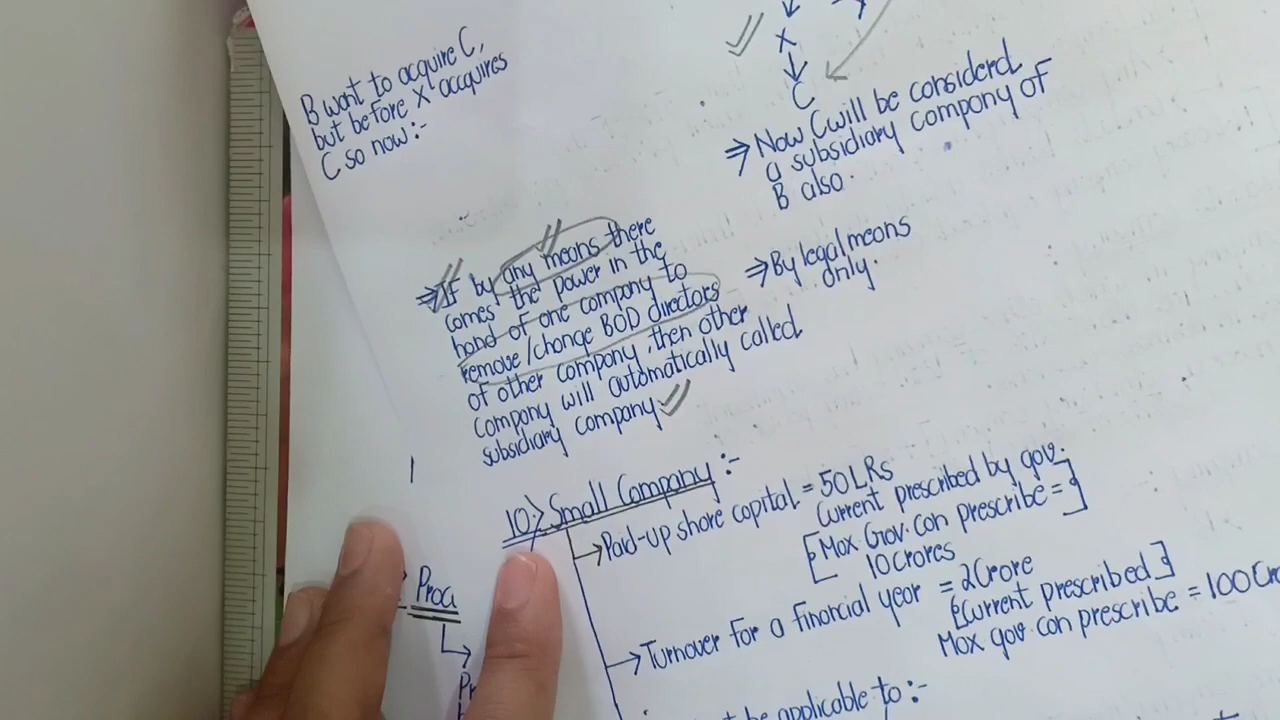 B want to acquire C,
but before 'X' acquires
C so now :-
X
C
⇒ Now C will be considerd
a subsidiary company of
B also.
⇒ If by any means there
comes the power in the
hand of one company to
remove/change BOD directors
of other company, then other
company will automatically called
subsidiary company
⇒ By legal means
only.
10.> Small Company :-
→ Paid-up share capital = 50 L RS
Current prescribed by gov.
[Max Gov. can prescribe = ]
10 Crores
→ Turnover for a financial year = 2 Crore
[Current prescribed]
Max gov. can prescribe = 100
be applicable to :-